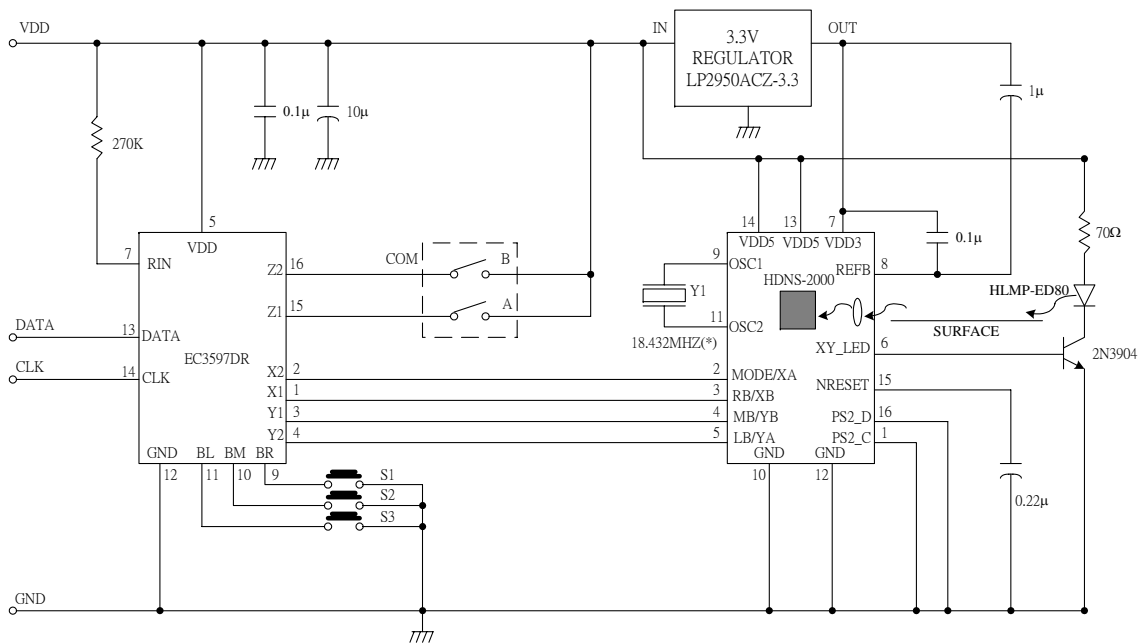 VDD
IN
OUT
3.3V
REGULATOR
LP2950ACZ-3.3
1μ
0.1μ
10μ
270K
5
VDD
7
RIN
14
13
7
VDD5
VDD5
VDD3
0.1μ
70Ω
COM
B
Z2
16
9
OSC1
REFB
8
HDNS-2000
HLMP-ED80
Y1
A
Z1
15
11
OSC2
SURFACE
DATA
13
DATA
EC3597DR
18.432MHZ(*)
XY_LED
6
2N3904
CLK
14
CLK
X2
2
2
MODE/XA
NRESET
15
X1
1
3
RB/XB
Y1
3
4
MB/YB
PS2_D
16
Y2
4
5
LB/YA
PS2_C
1
GND
BL
BM
BR
GND
GND
12
11
10
9
10
12
S1
S2
S3
0.22μ
GND